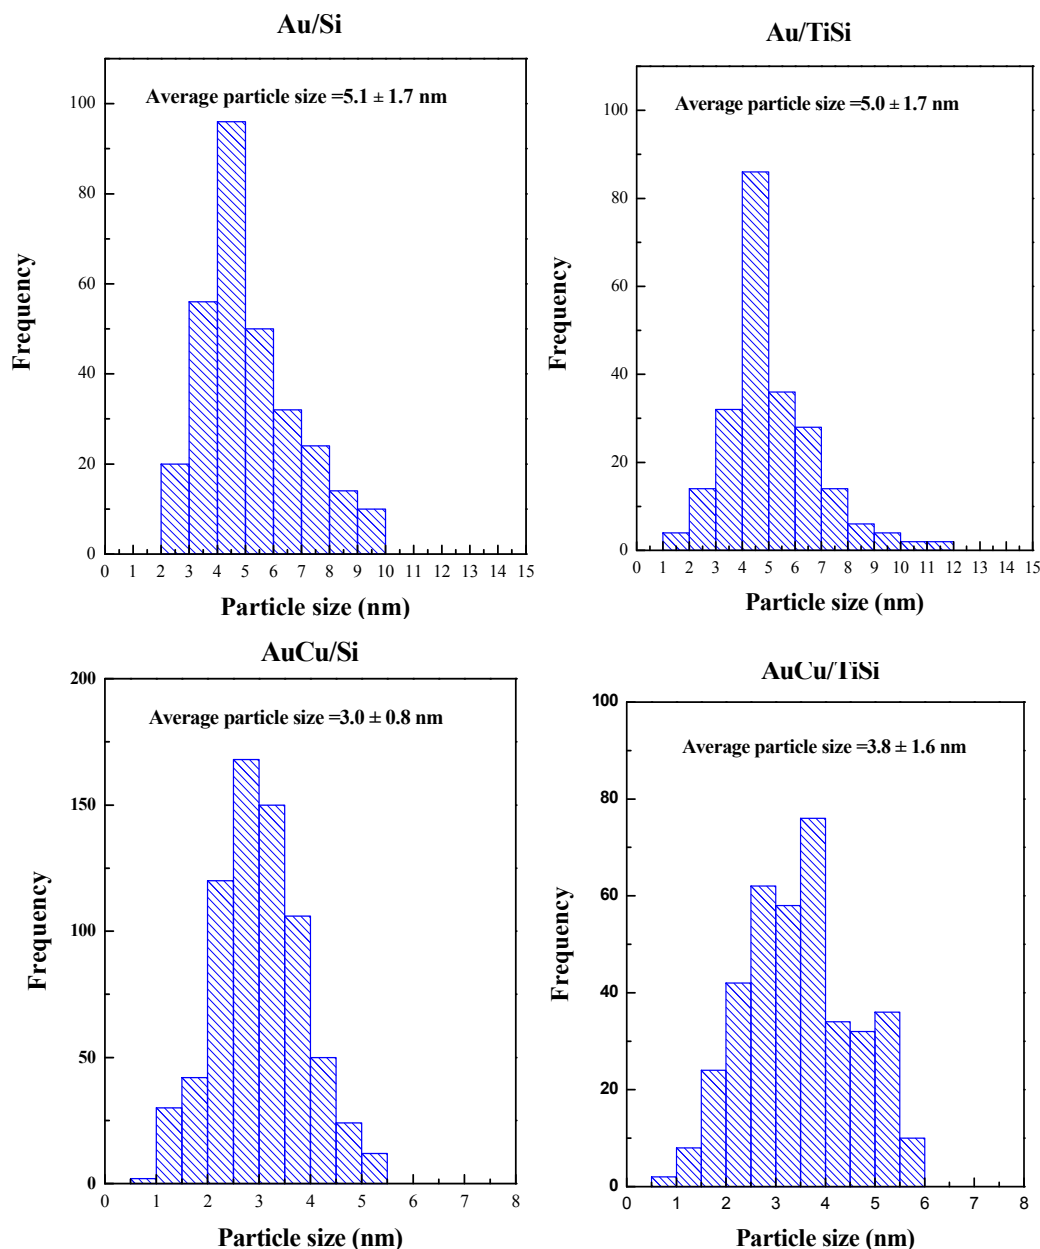 Au/Si
Average particle size =5.1 ± 1.7 nm
100
80
60
40
20
0
Frequency
0 1 2 3 4 5 6 7 8 9 10 11 12 13 14 15
Particle size (nm)
Au/TiSi
Average particle size =5.0 ± 1.7 nm
100
80
60
40
20
0
Frequency
0 1 2 3 4 5 6 7 8 9 10 11 12 13 14 15
Particle size (nm)
AuCu/Si
200
Average particle size =3.0 ± 0.8 nm
150
100
50
0
Frequency
0 1 2 3 4 5 6 7 8
Particle size (nm)
AuCu/TiSi
100
Average particle size =3.8 ± 1.6 nm
80
60
40
20
0
Frequency
0 1 2 3 4 5 6 7 8
Particle size (nm)